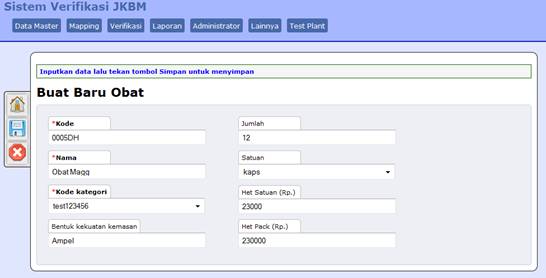 Sistem Verifikasi JKBM
Data Master Mapping Verifikasi Laporan Administrator Lainnya Test Plant
Inputkan data lalu tekan tombol Simpan untuk menyimpan
Buat Baru Obat
*Kode
0005DH
Jumlah
12
*Nama
Obat Magg
Satuan
kaps
*Kode kategori
test123456
Het Satuan (Rp.)
23000
Bentuk kekuatan kemasan
Ampel
Het Pack (Rp.)
230000